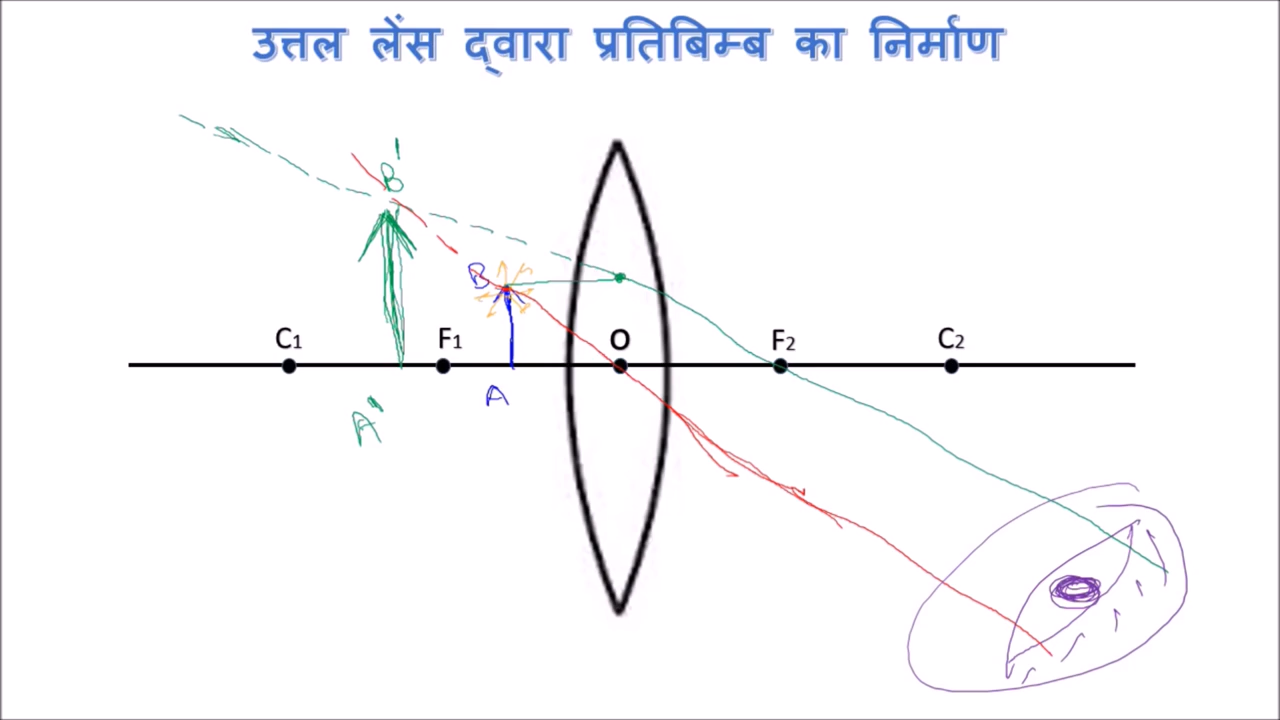 उत्तल लेंस द्वारा प्रतिबिम्ब का निर्माण
B'
B
C1 F1 O F2 C2
A
A'